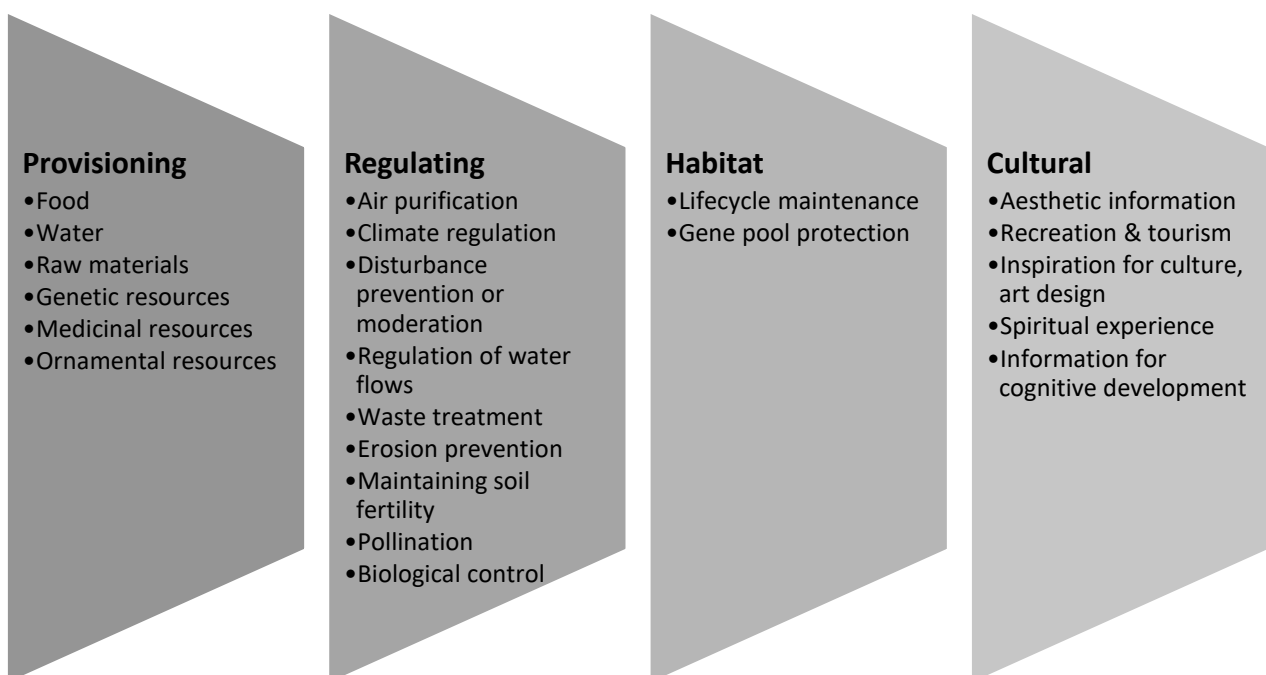 Provisioning
•Food
•Water
•Raw materials
•Genetic resources
•Medicinal resources
•Ornamental resources
Regulating
•Air purification
•Climate regulation
•Disturbance
prevention or
moderation
•Regulation of water
flows
•Waste treatment
•Erosion prevention
•Maintaining soil
fertility
•Pollination
•Biological control
Habitat
•Lifecycle maintenance
•Gene pool protection
Cultural
•Aesthetic information
•Recreation & tourism
•Inspiration for culture,
art design
•Spiritual experience
•Information for
cognitive development